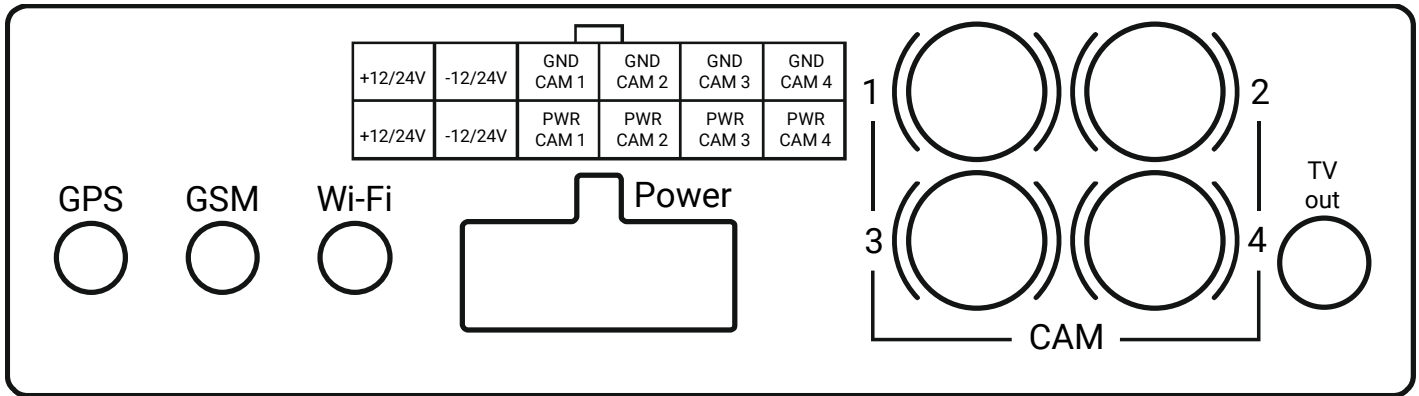 +12/24V -12/24V GND CAM 1 GND CAM 2 GND CAM 3 GND CAM 4
+12/24V -12/24V PWR CAM 1 PWR CAM 2 PWR CAM 3 PWR CAM 4
1 2
GPS GSM Wi-Fi Power
TV
out
3 4
CAM